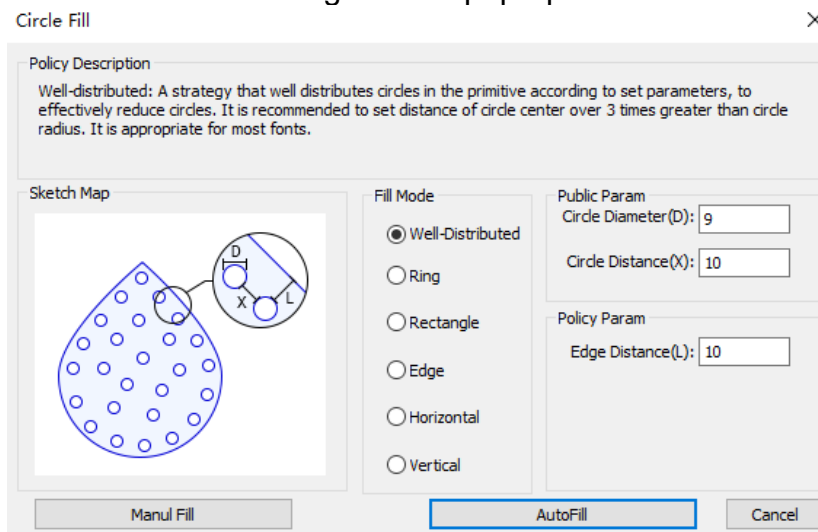 Circle Fill
Policy Description
Well-distributed: A strategy that well distributes circles in the primitive according to set parameters, to
effectively reduce circles. It is recommended to set distance of circle center over 3 times greater than circle
radius. It is appropriate for most fonts.
Sketch Map
D
X
L
Fill Mode
Well-Distributed
Ring
Rectangle
Edge
Horizontal
Vertical
Public Param
Circle Diameter(D): 9
Circle Distance(X): 10
Policy Param
Edge Distance(L): 10
Manul Fill
AutoFill
Cancel